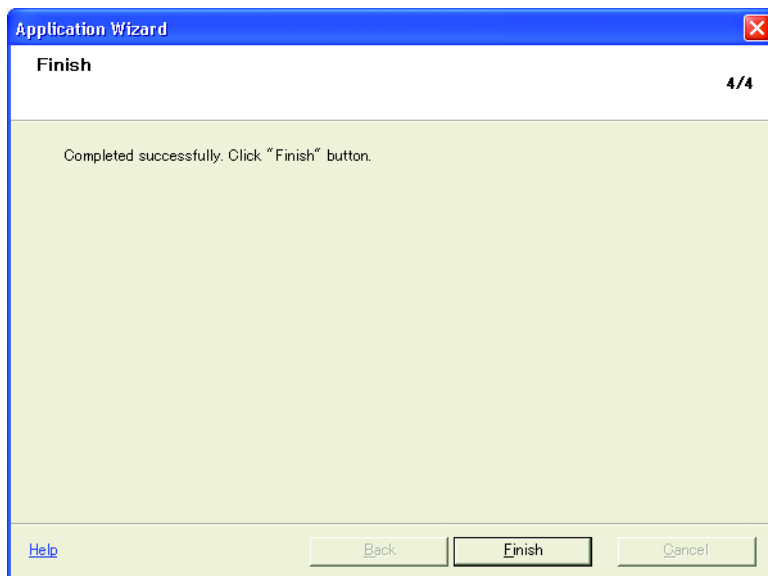 Application Wizard
Finish
4/4
Completed successfully. Click "Finish" button.
Help
Back
Finish
Cancel